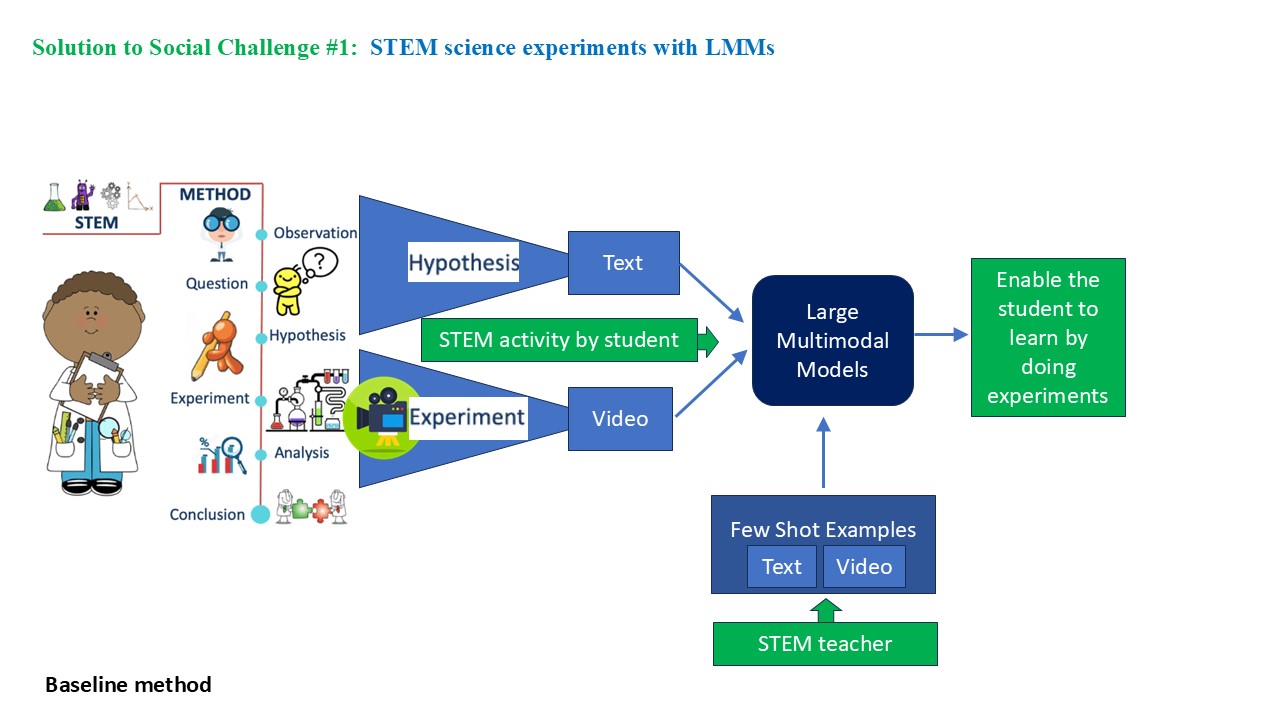 Solution to Social Challenge #1:  STEM science experiments with LMMs
STEM
METHOD
Observation
?
Question
Hypothesis
Experiment
%
Analysis
Conclusion
Hypothesis
Text
STEM activity by student
Experiment
Video
Large
Multimodal
Models
Enable the
student to
learn by
doing
experiments
Few Shot Examples
Text
Video
STEM teacher
Baseline method